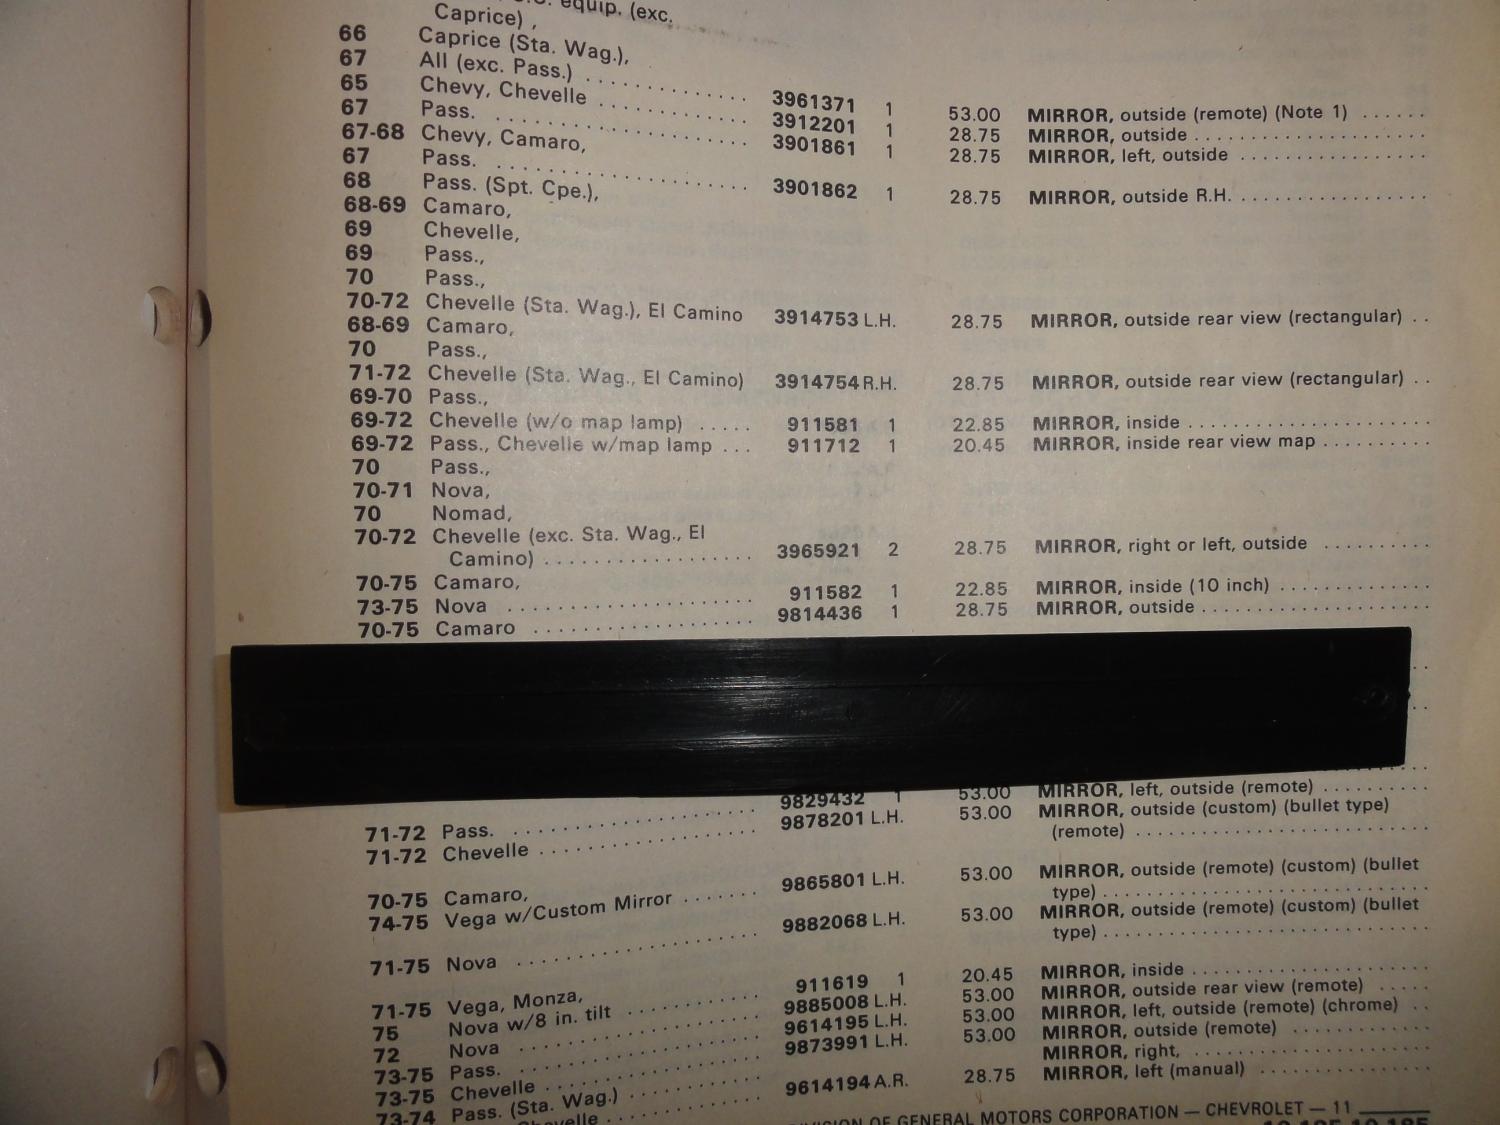 equip. (exc.
Caprice) ,
66 Caprice (Sta. Wag.),
67 All (exc. Pass.) . . . . . . . . . . . . 3961371 1 53.00 MIRROR, outside (remote) (Note 1) . . . . . .
65 Chevy, Chevelle . . . . . . . . . . . 3912201 1 28.75 MIRROR, outside . . . . . . . . . . . . . . . . . .
67 Pass. . . . . . . . . . . . . . . . . . . . 3901861 1 28.75 MIRROR, left, outside . . . . . . . . . . . . . . .
67-68 Chevy, Camaro,
67 Pass. . . . . . . . . . . . . . . . . . . . 3901862 1 28.75 MIRROR, outside R.H. . . . . . . . . . . . . . . .
68 Pass. (Spt. Cpe.),
68-69 Camaro,
69 Chevelle,
69 Pass.,
70 Pass.,
70-72 Chevelle (Sta. Wag.), El Camino 3914753 L.H. 28.75 MIRROR, outside rear view (rectangular) . .
68-69 Camaro,
70 Pass.,
71-72 Chevelle (Sta. Wag., El Camino) 3914754 R.H. 28.75 MIRROR, outside rear view (rectangular) . .
69-70 Pass.,
69-72 Chevelle (w/o map lamp) . . . . . 911581 1 22.85 MIRROR, inside . . . . . . . . . . . . . . . . . . .
69-72 Pass., Chevelle w/map lamp . . . 911712 1 20.45 MIRROR, inside rear view map . . . . . . . . .
70 Pass.,
70-71 Nova,
70 Nomad,
70-72 Chevelle (exc. Sta. Wag., El
Camino) . . . . . . . . . . . . . . . . 3965921 2 28.75 MIRROR, right or left, outside . . . . . . . . .
70-75 Camaro,
73-75 Nova . . . . . . . . . . . . . . . . . . . 911582 1 22.85 MIRROR, inside (10 inch) . . . . . . . . . . . .
70-75 Camaro . . . . . . . . . . . . . . . . . 9814436 1 28.75 MIRROR, outside . . . . . . . . . . . . . . . . . .
9829432 1 53.00 MIRROR, left, outside (remote) . . . . . . . . .
71-72 Pass. . . . . . . . . . . . . . . . . . . . 9878201 L.H. 53.00 MIRROR, outside (custom) (bullet type)
(remote) . . . . . . . . . . . . . . . . . . . . . .
71-72 Chevelle . . . . . . . . . . . . . . . . .
70-75 Camaro, 9865801 L.H. 53.00 MIRROR, outside (remote) (custom) (bullet
type) . . . . . . . . . . . . . . . . . . . . . . . .
74-75 Vega w/Custom Mirror . . . . . . . 9882068 L.H. 53.00 MIRROR, outside (remote) (custom) (bullet
type) . . . . . . . . . . . . . . . . . . . . . . . .
71-75 Nova . . . . . . . . . . . . . . . . . . .
911619 1 20.45 MIRROR, inside . . . . . . . . . . . . . . . . . . .
71-75 Vega, Monza, 9885008 L.H. 53.00 MIRROR, outside rear view (remote) . . . . .
75 Nova w/8 in. tilt . . . . . . . . . . . 9614195 L.H. 53.00 MIRROR, left, outside (remote) (chrome) . .
72 Nova . . . . . . . . . . . . . . . . . . . 9873991 L.H. 53.00 MIRROR, outside (remote) . . . . . . . . . . .
73-75 Pass. . . . . . . . . . . . . . . . . . . . MIRROR, right, . . . . . . . . . . . . . . . . . . .
73-75 Chevelle . . . . . . . . . . . . . . . . . 9614194 A.R. 28.75 MIRROR, left (manual) . . . . . . . . . . . . . .
73-74 Pass. (Sta. Wag.) . . . . . . . . . . .
OF GENERAL MOTORS CORPORATION — CHEVROLET — 11